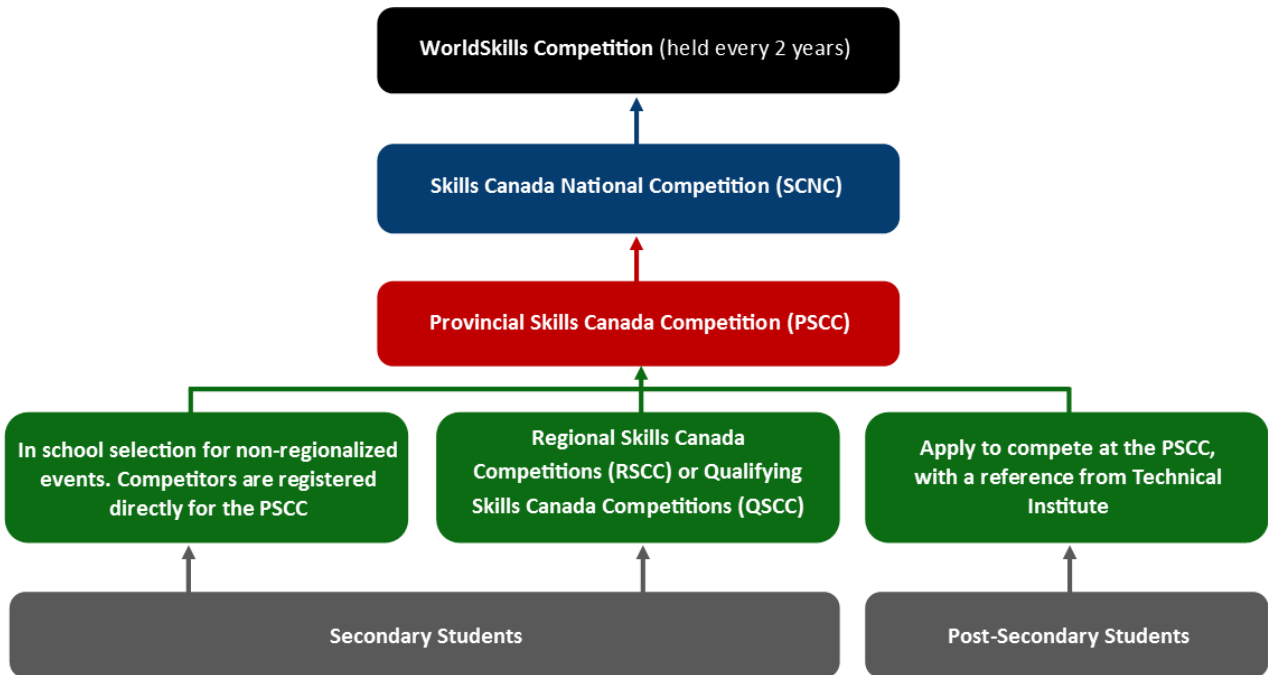 WorldSkills Competition (held every 2 years)
Skills Canada National Competition (SCNC)
Provincial Skills Canada Competition (PSCC)
In school selection for non-regionalized
events. Competitors are registered
directly for the PSCC
Regional Skills Canada
Competitions (RSCC) or Qualifying
Skills Canada Competitions (QSCC)
Apply to compete at the PSCC,
with a reference from Technical
Institute
Secondary Students
Post-Secondary Students